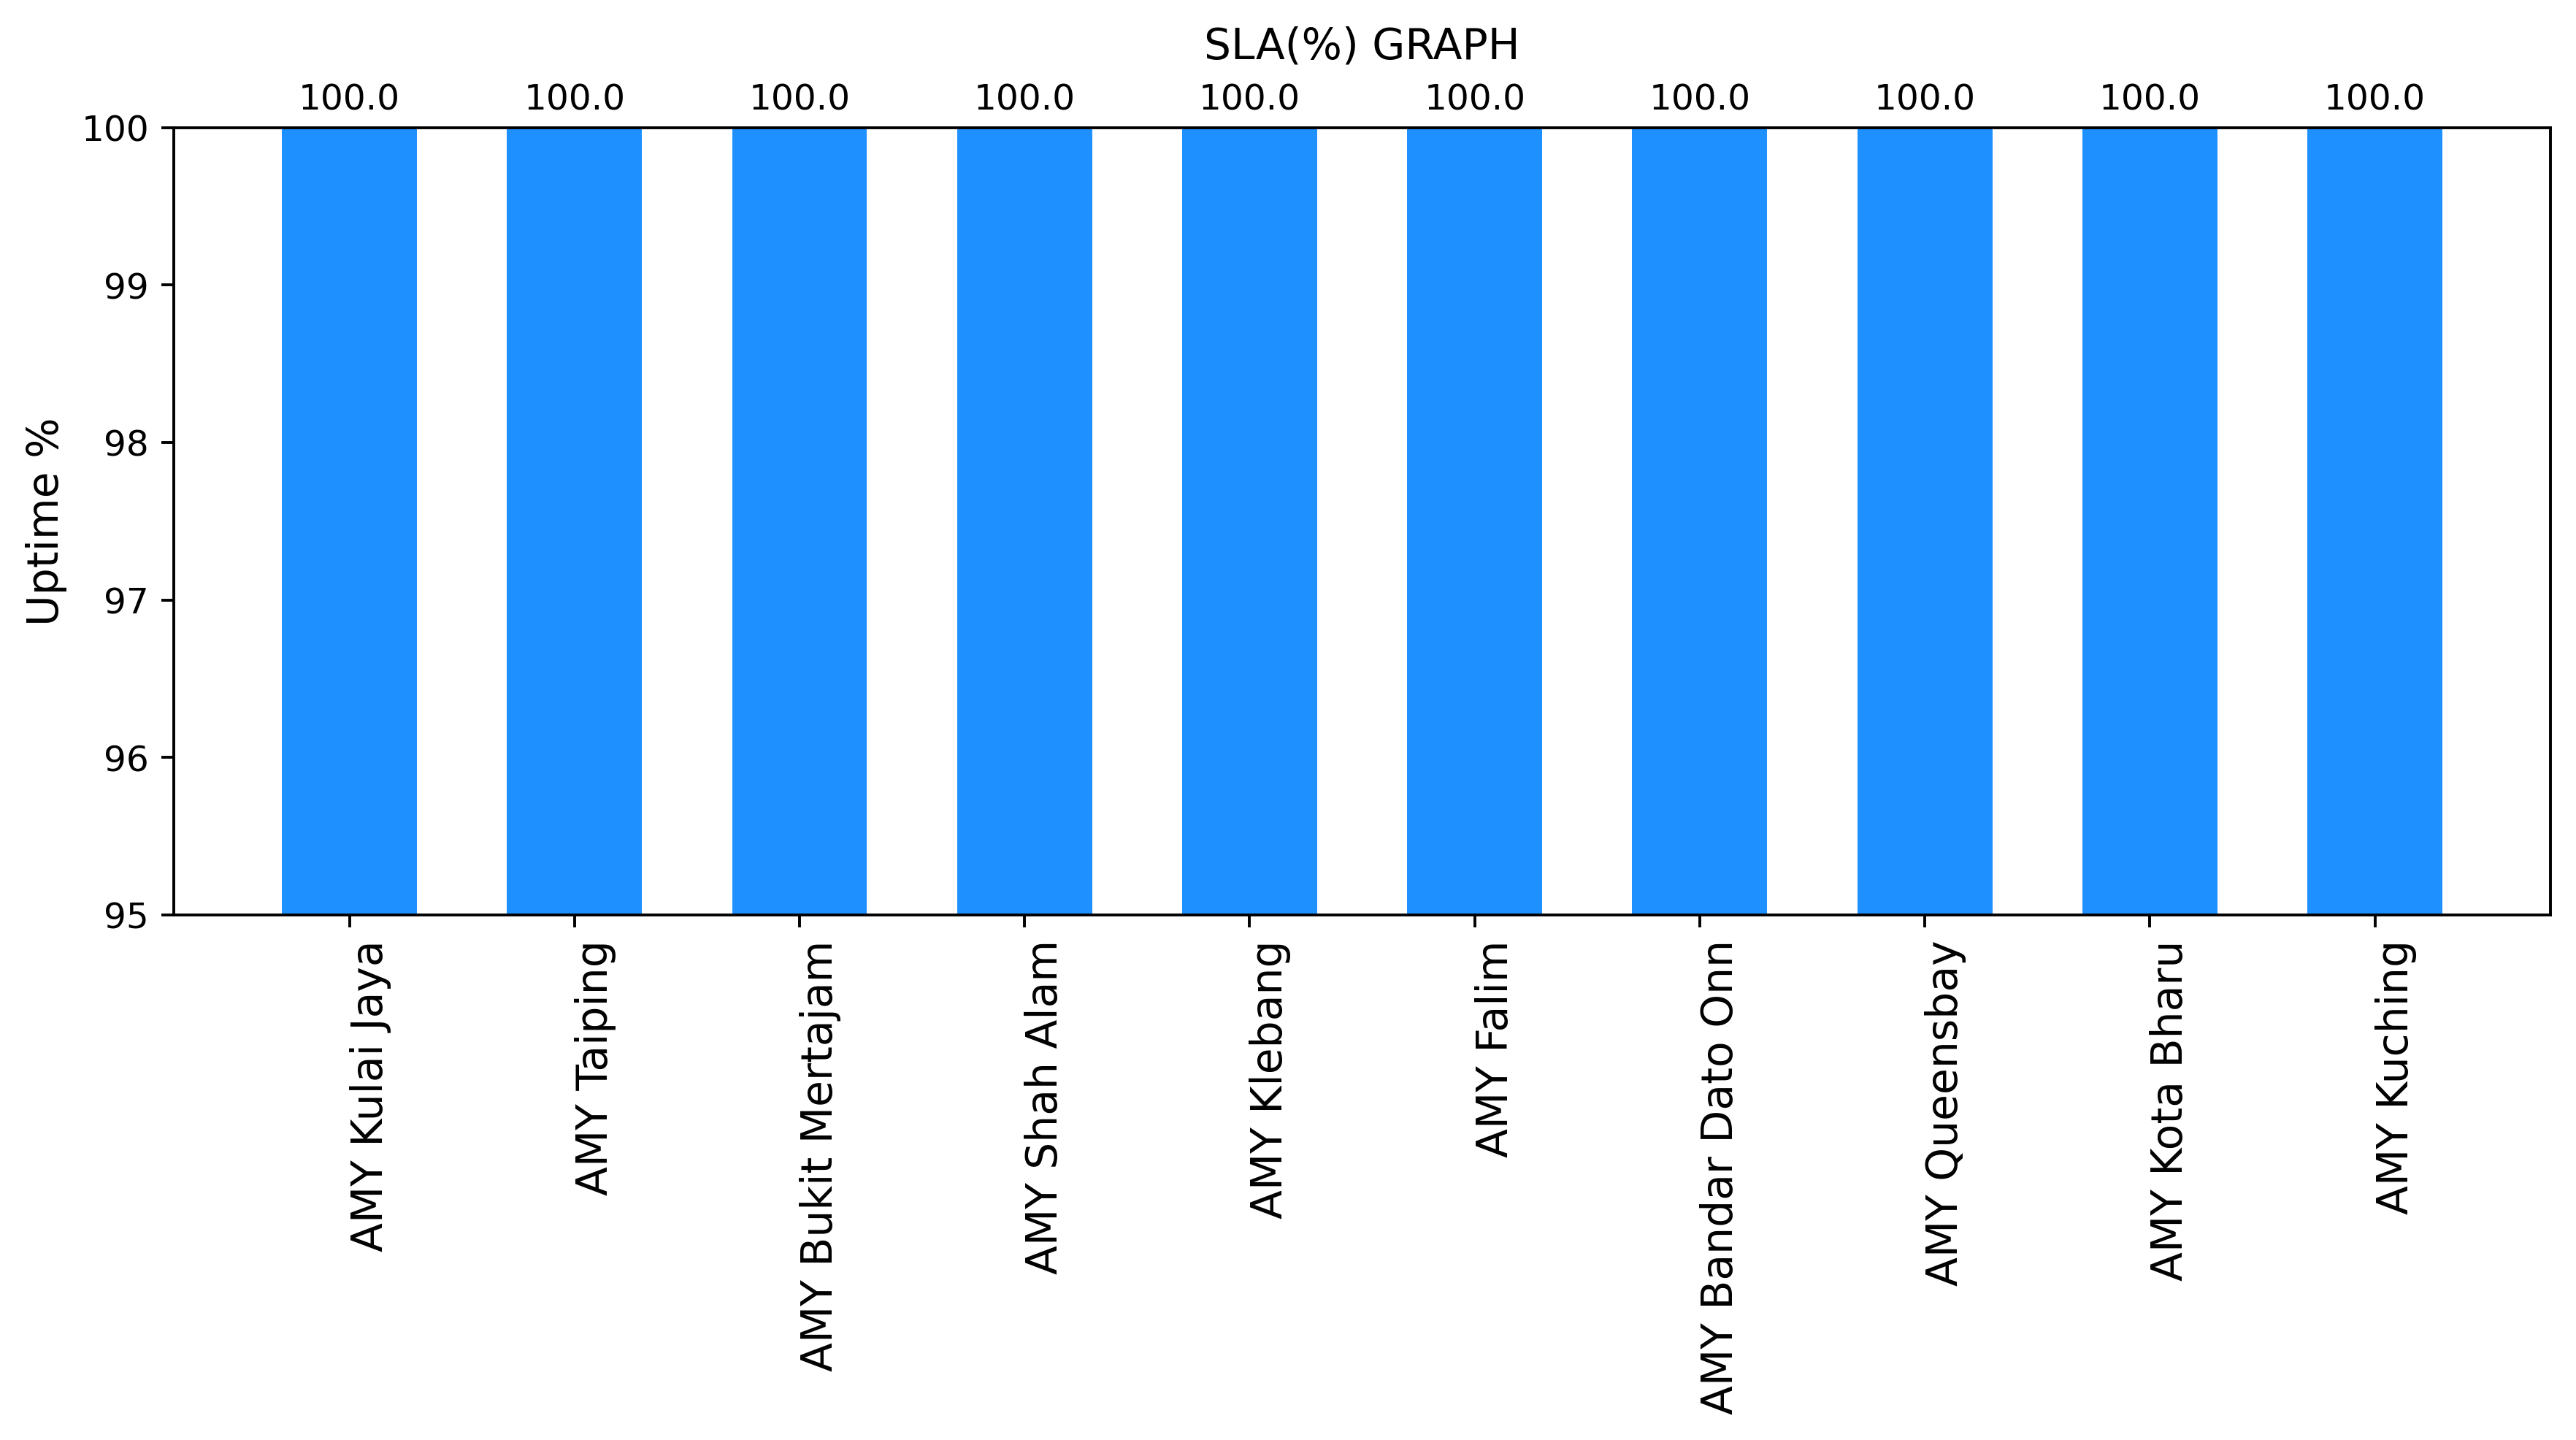 SLA(%) GRAPH
100.0 100.0 100.0 100.0 100.0 100.0 100.0 100.0 100.0 100.0
100
99
98
97
96
95
Uptime %
AMY Kulai Jaya
AMY Taiping
AMY Bukit Mertajam
AMY Shah Alam
AMY Klebang
AMY Falim
AMY Bandar Dato Onn
AMY Queensbay
AMY Kota Bharu
AMY Kuching